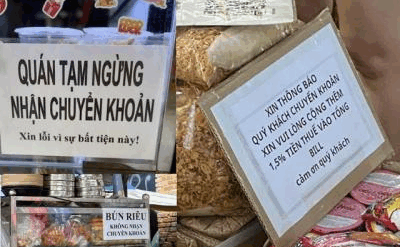 QUÁN TẠM NGỪNG
NHẬN CHUYỂN KHOẢN
Xin lỗi vì sự bất tiện này!
XIN THÔNG BÁO
QUÝ KHÁCH CHUYỂN KHOẢN
XIN VUI LÒNG CỘNG THÊM
1,5% TIỀN THUẾ VÀO TỔNG
BILL
cảm ơn quý khách
BÚN RIÊU
KHÔNG NHẬN
CHUYỂN KHOẢN